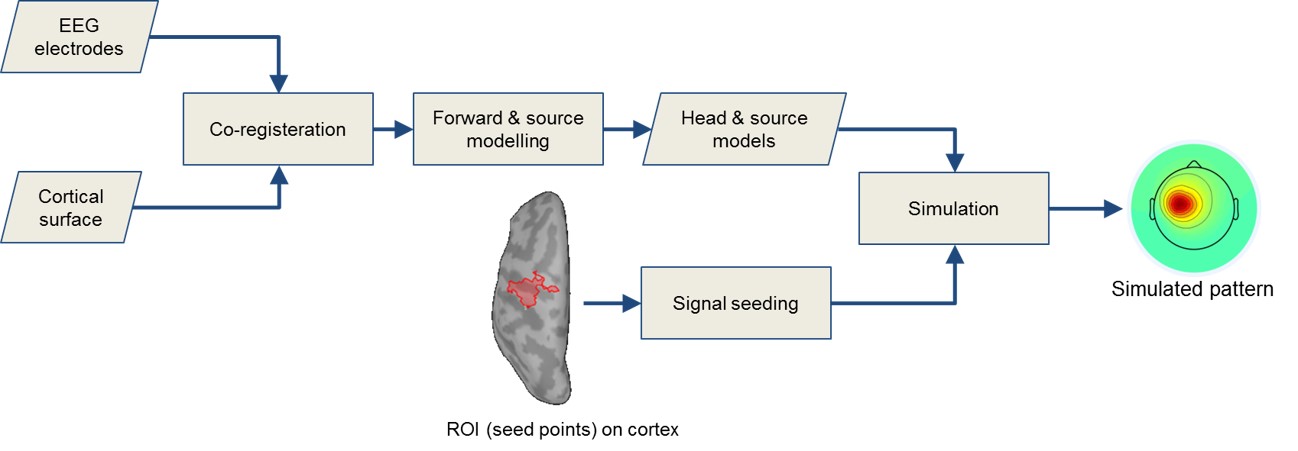 EEG
electrodes
Co-registeration
Forward & source
modelling
Head & source
models
Cortical
surface
Simulation
Signal seeding
Simulated pattern
ROI (seed points) on cortex